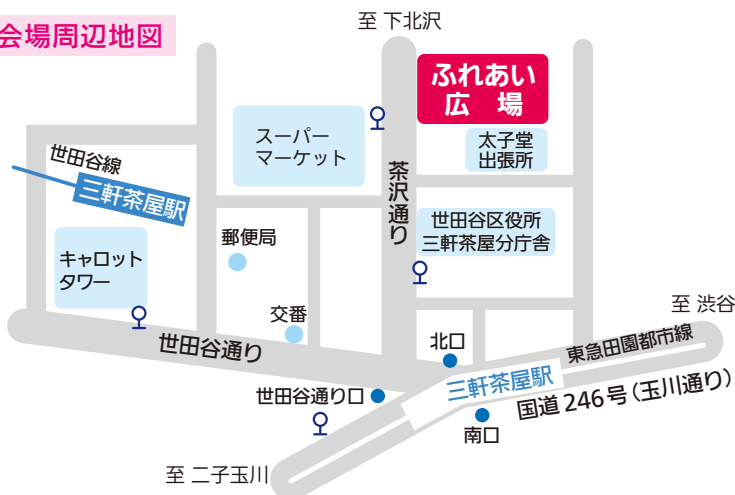 会場周辺地図
至 下北沢
ふれあい
広 場
スーパー
マーケット
太子堂
出張所
世田谷線
三軒茶屋駅
茶沢通り
世田谷区役所
三軒茶屋分庁舎
郵便局
キャロット
タワー
交番
至 渋谷
世田谷通り
北口
東急田園都市線
三軒茶屋駅
国道246号(玉川通り)
世田谷通り口
南口
至 二子玉川